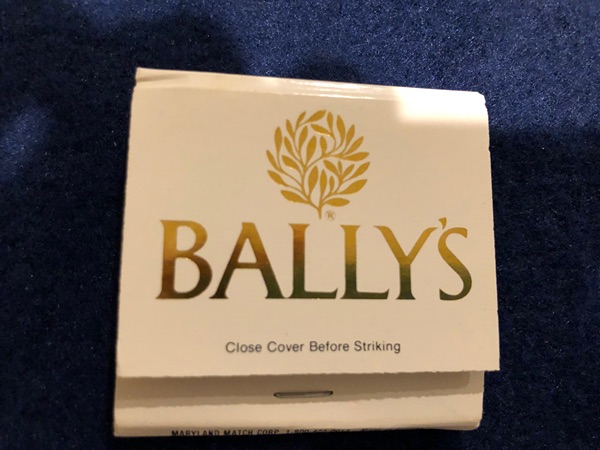 ®
BALLY'S
Close Cover Before Striking
MARYLAND MATCH CORP.